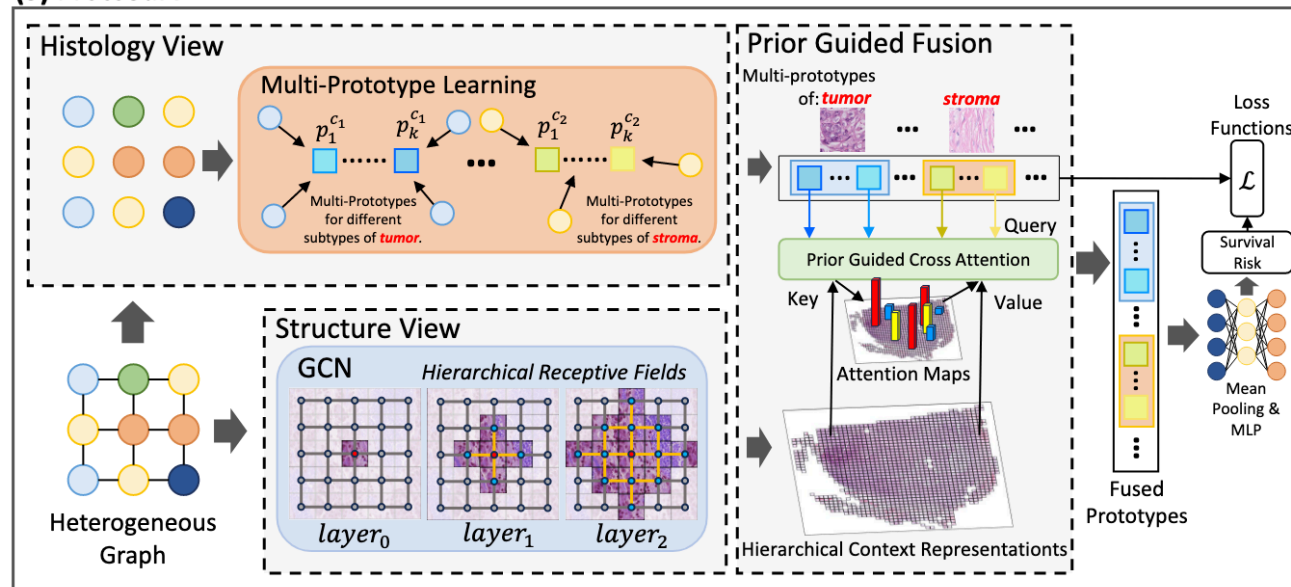 Histology View
Multi-Prototype Learning
p_1^{c_1}
p_k^{c_1}
p_1^{c_2}
p_k^{c_2}
Multi-Prototypes
for different
subtypes of tumor.
Multi-Prototypes
for different
subtypes of stroma.
Heterogeneous
Graph
Structure View
GCN
Hierarchical Receptive Fields
layer_0
layer_1
layer_2
Prior Guided Fusion
Multi-prototypes
of: tumor
stroma
Query
Prior Guided Cross Attention
Key
Value
Attention Maps
Hierarchical Context Representationts
Fused
Prototypes
Loss
Functions
ℒ
Survival
Risk
Mean
Pooling &
MLP